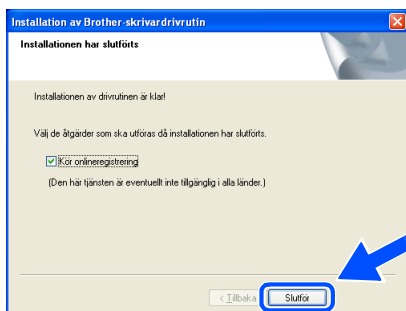 Installation av Brother-skrivardrivrutin
Installationen har slutförts
Installationen av drivrutinen är klar!
Välj de åtgärder som ska utföras då installationen har slutförts.
Kör onlineregistrering
(Den här tjänsten är eventuellt inte tillgänglig i alla länder.)
< Tillbaka
Slutför